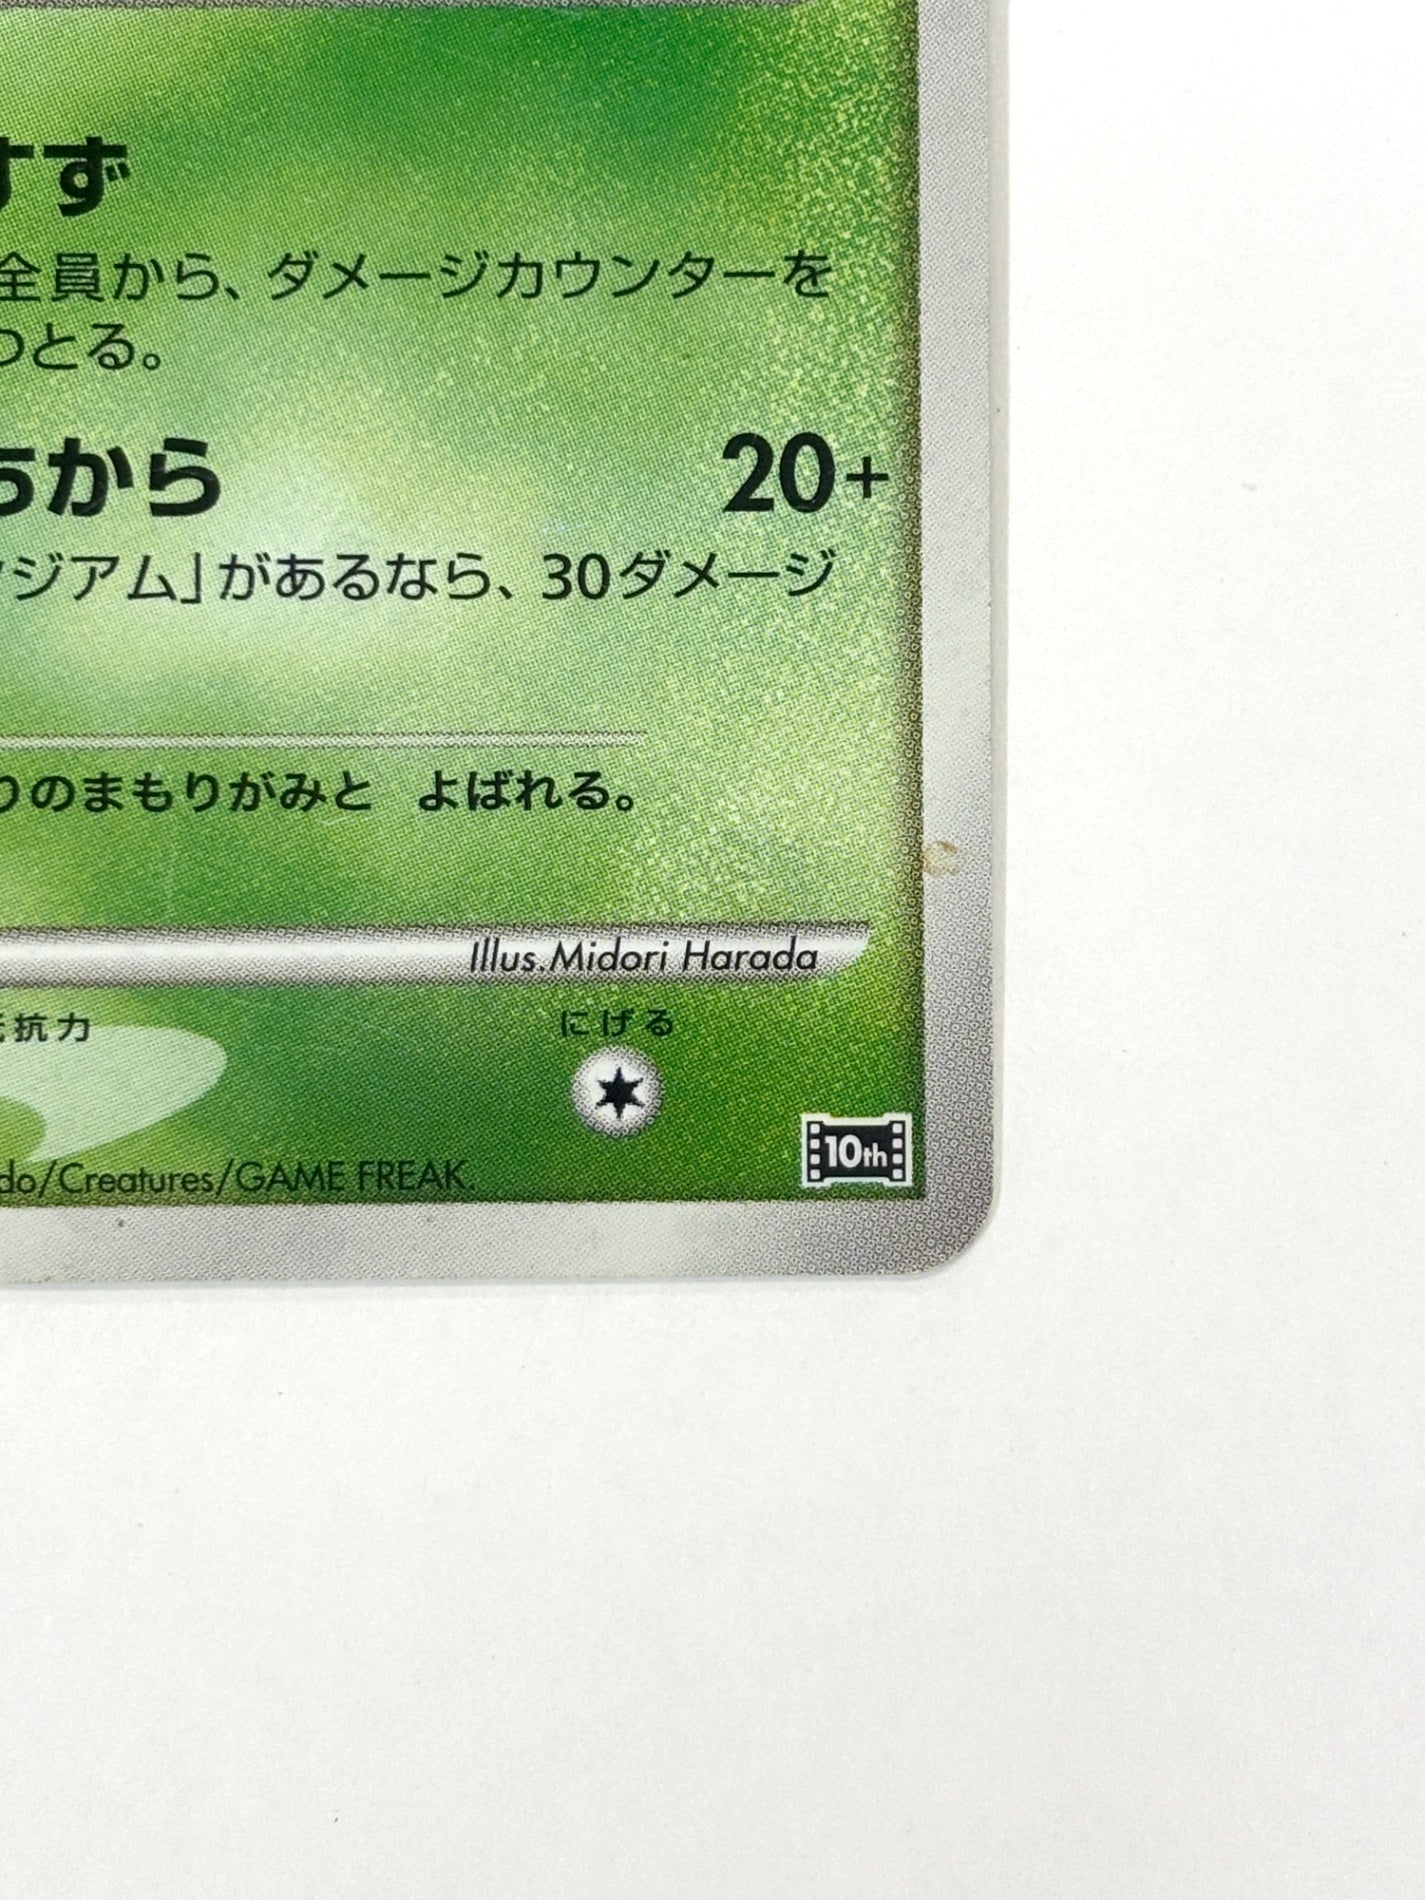 すず
全員から、ダメージカウンターを
つとる。
ちから 20+
ジアム」があるなら、30ダメージ
りのまもりがみと よばれる。
Illus.Midori Harada
抗力 にげる
10th
do/Creatures/GAME FREAK.